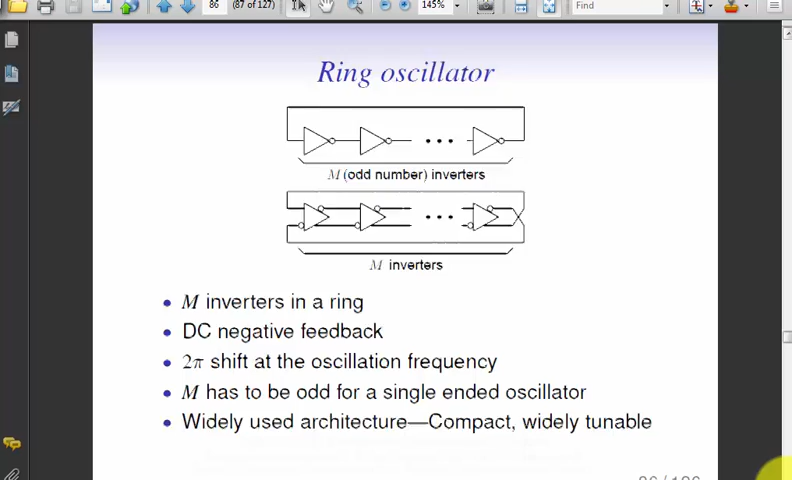 86 (87 of 127) 145% Find
Ring oscillator
M (odd number) inverters
M inverters
M inverters in a ring
DC negative feedback
2π shift at the oscillation frequency
M has to be odd for a single ended oscillator
Widely used architecture—Compact, widely tunable